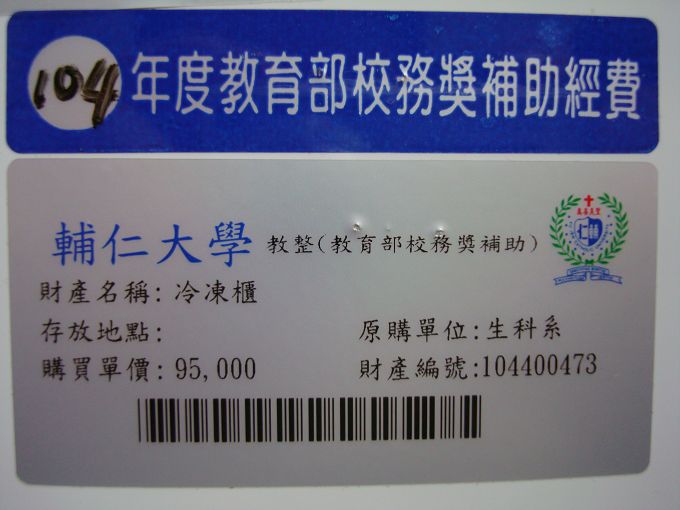 104年度教育部校務獎補助經費
輔仁大學 教整(教育部校務獎補助)
財產名稱: 冷凍櫃
存放地點:
原購單位:生科系
購買單價: 95,000
財產編號:104400473